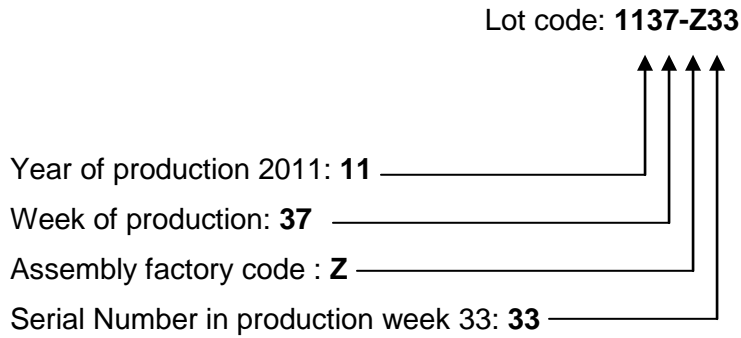 Lot code: 1137-Z33
Year of production 2011: 11
Week of production: 37
Assembly factory code : Z
Serial Number in production week 33: 33